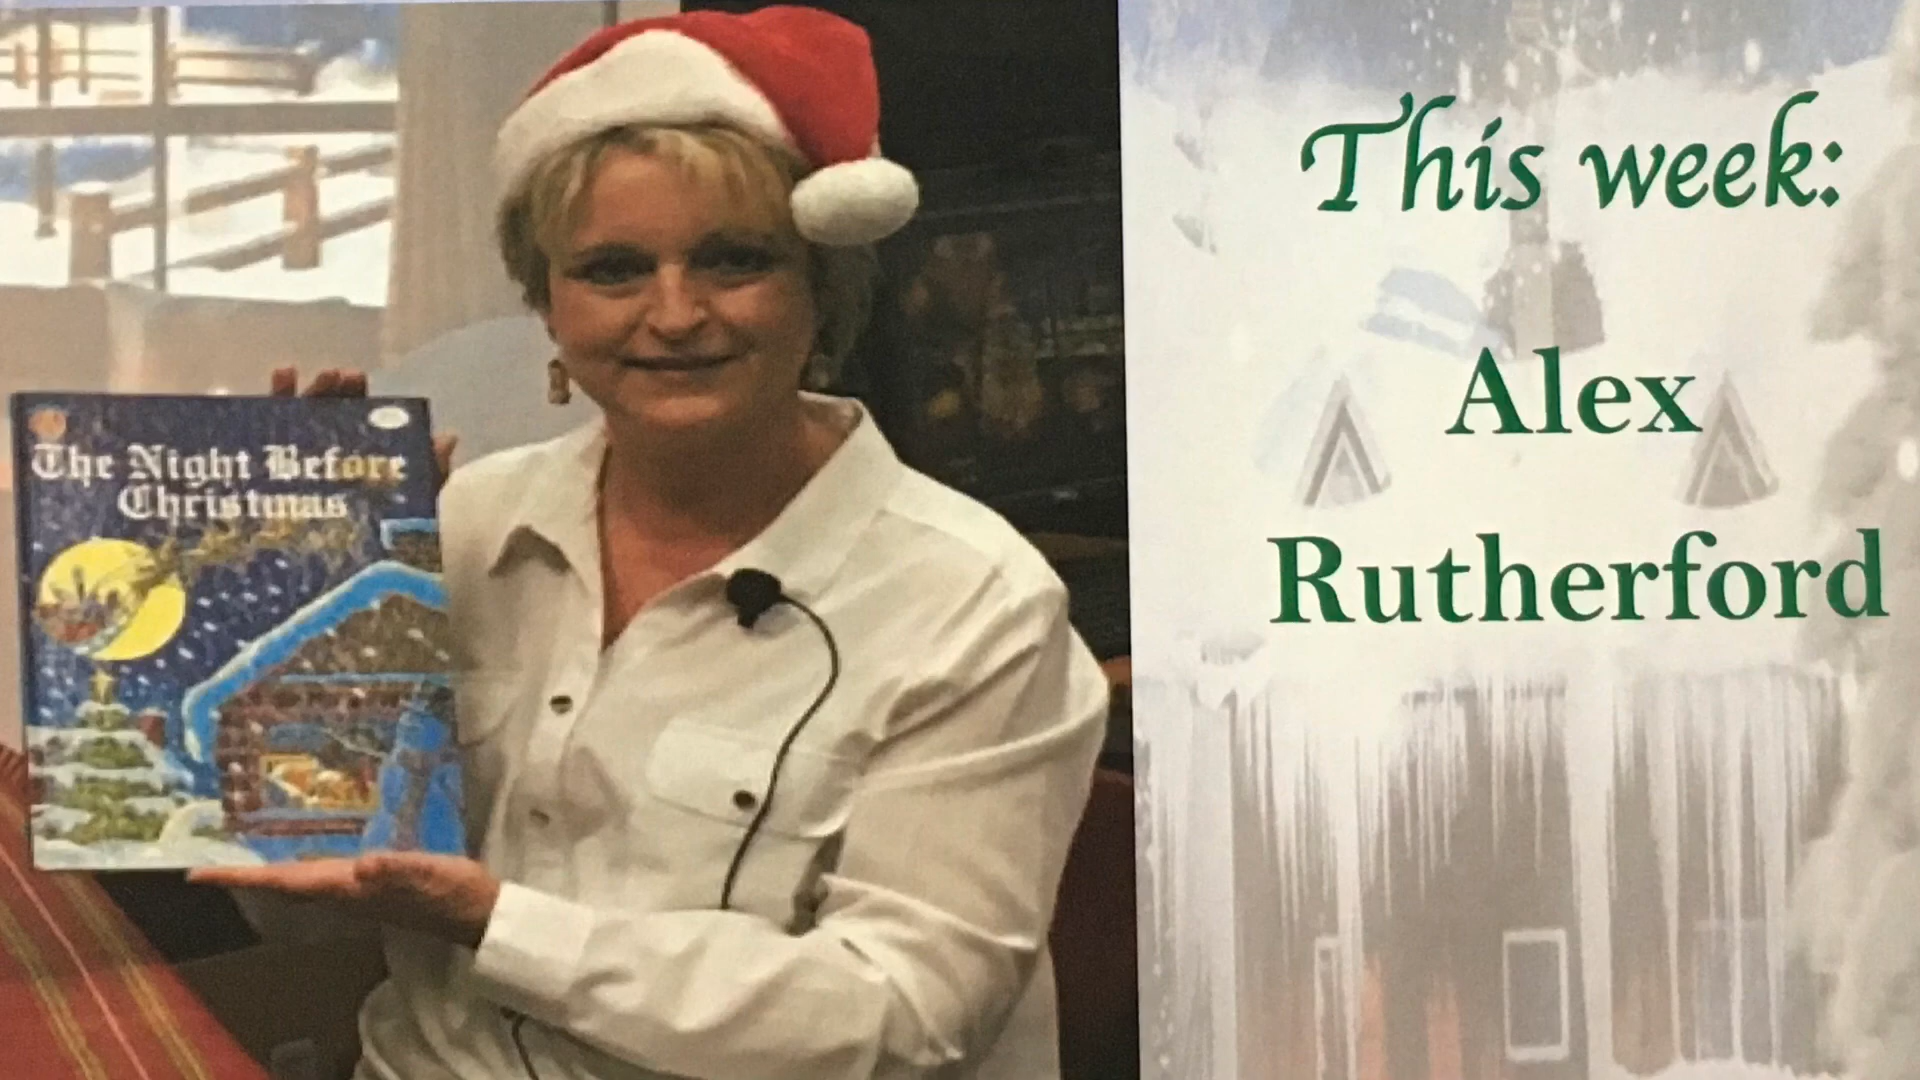 The Night Before
Christmas
This week:
Alex
Rutherford